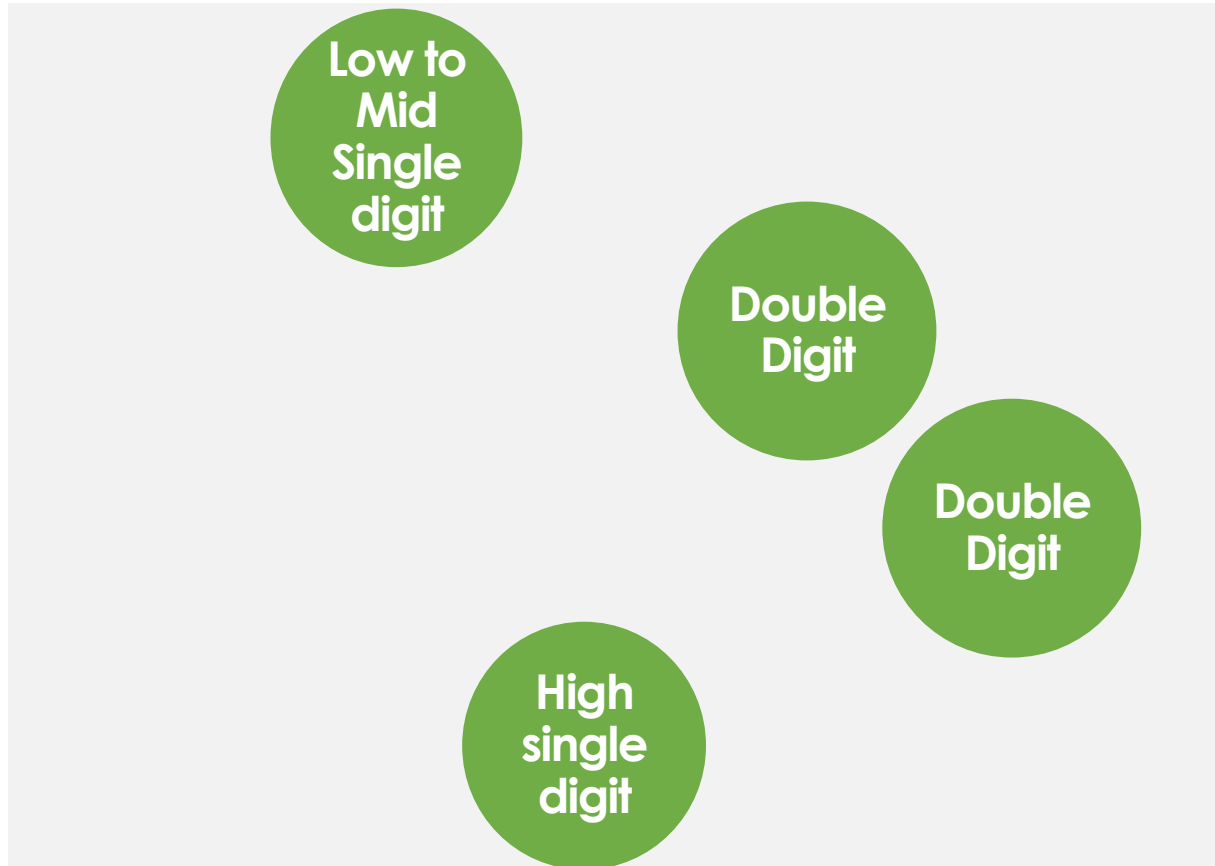 Low to
Mid
Single
digit
Double
Digit
Double
Digit
High
single
digit